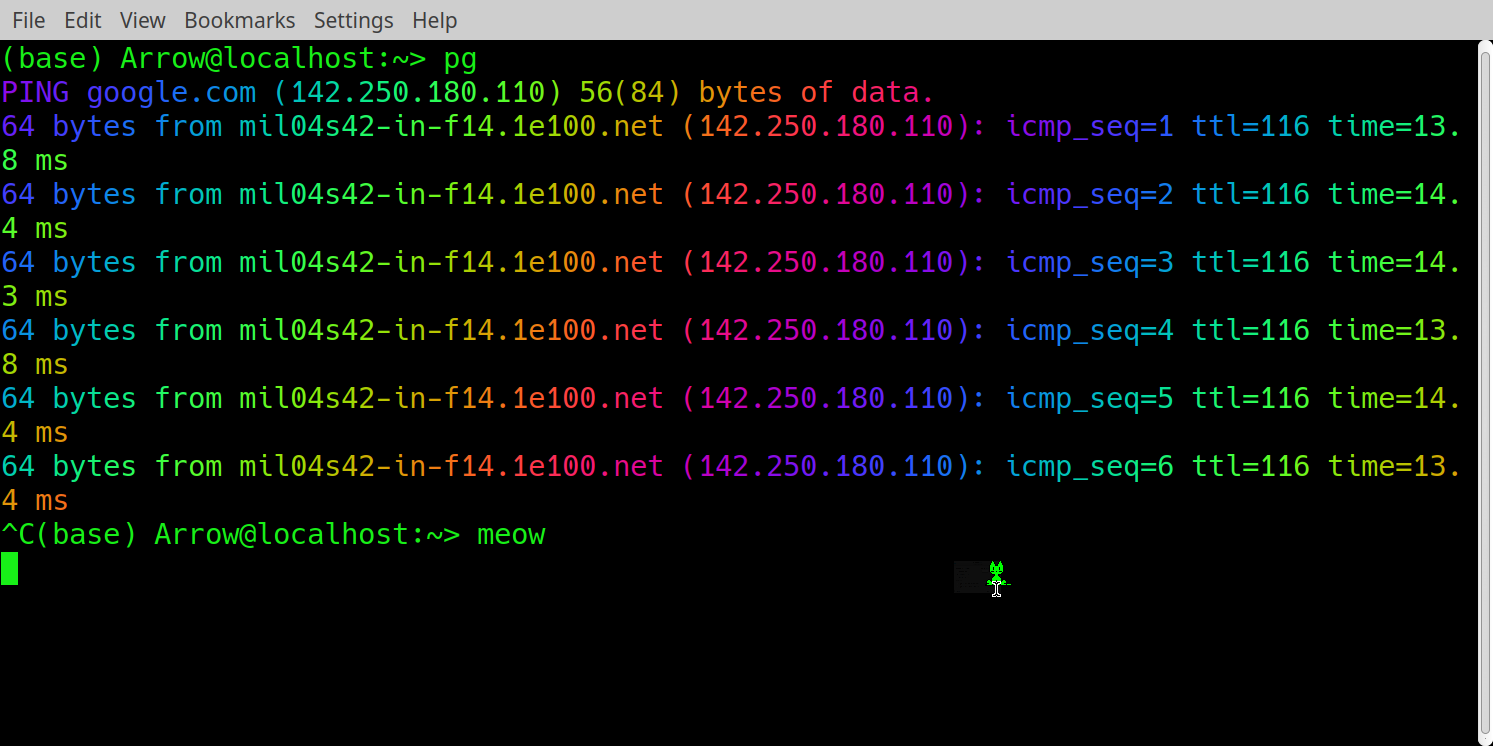 File Edit View Bookmarks Settings Help
(base) Arrow@localhost:~> pg
PING google.com (142.250.180.110) 56(84) bytes of data.
64 bytes from mil04s42-in-f14.1e100.net (142.250.180.110): icmp_seq=1 ttl=116 time=13.
8 ms
64 bytes from mil04s42-in-f14.1e100.net (142.250.180.110): icmp_seq=2 ttl=116 time=14.
4 ms
64 bytes from mil04s42-in-f14.1e100.net (142.250.180.110): icmp_seq=3 ttl=116 time=14.
3 ms
64 bytes from mil04s42-in-f14.1e100.net (142.250.180.110): icmp_seq=4 ttl=116 time=13.
8 ms
64 bytes from mil04s42-in-f14.1e100.net (142.250.180.110): icmp_seq=5 ttl=116 time=14.
4 ms
64 bytes from mil04s42-in-f14.1e100.net (142.250.180.110): icmp_seq=6 ttl=116 time=13.
4 ms
^C(base) Arrow@localhost:~> meow